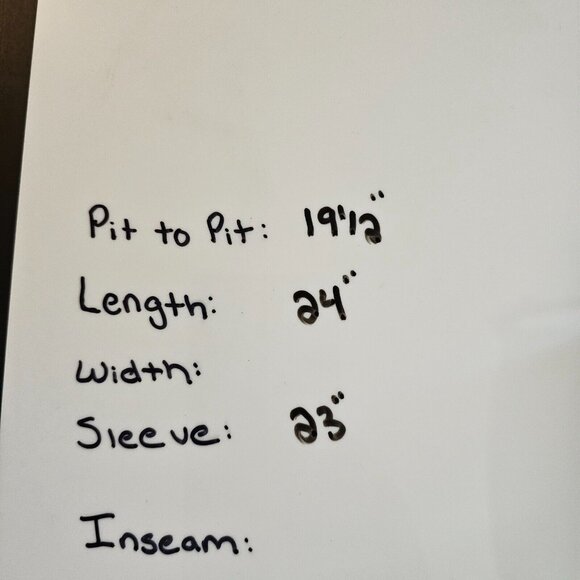 Pit to Pit: 19 1/2"
Length: 24"
Width:
Sleeve: 23"
Inseam: